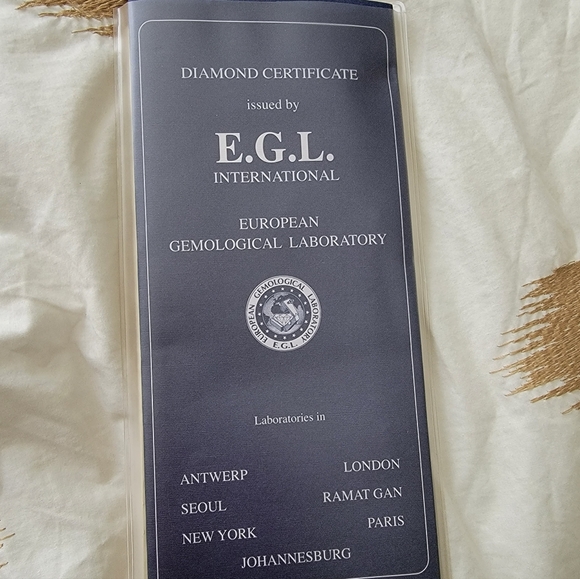 DIAMOND CERTIFICATE
issued by
E.G.L.
INTERNATIONAL
EUROPEAN
GEMOLOGICAL LABORATORY
EUROPEAN GEMOLOGICAL LABORATORY
E.G.L.
Laboratories in
ANTWERP
SEOUL
NEW YORK
LONDON
RAMAT GAN
PARIS
JOHANNESBURG